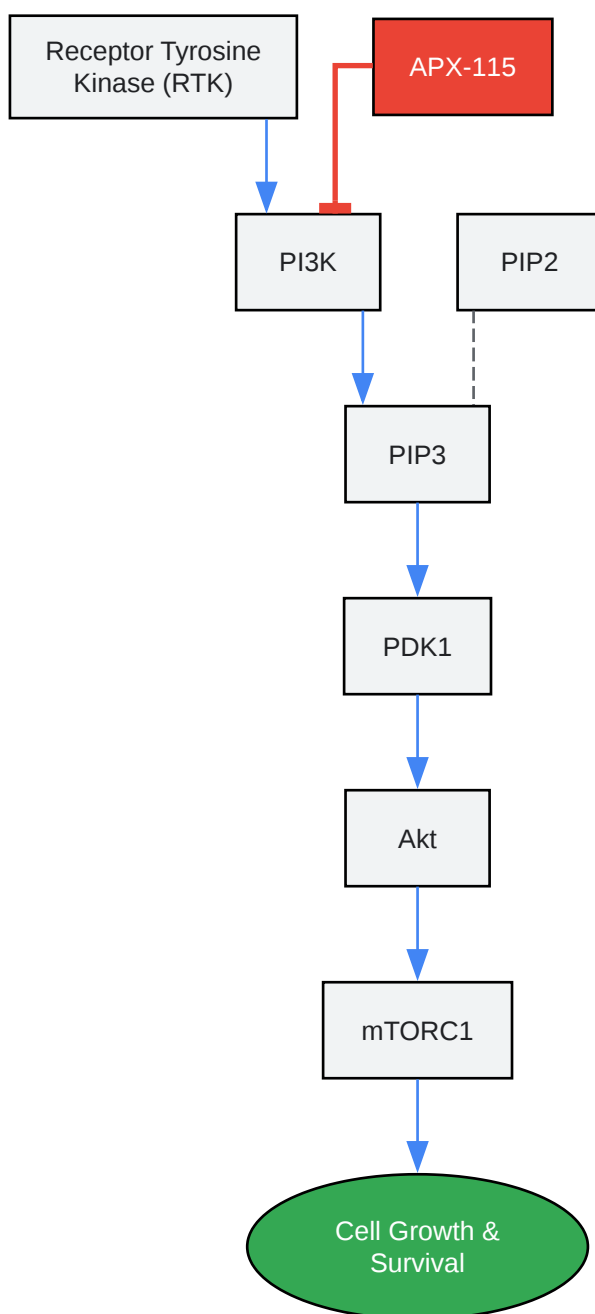 Receptor Tyrosine
Kinase (RTK)
APX-115
PI3K
PIP2
PIP3
PDK1
Akt
mTORC1
Cell Growth &
Survival